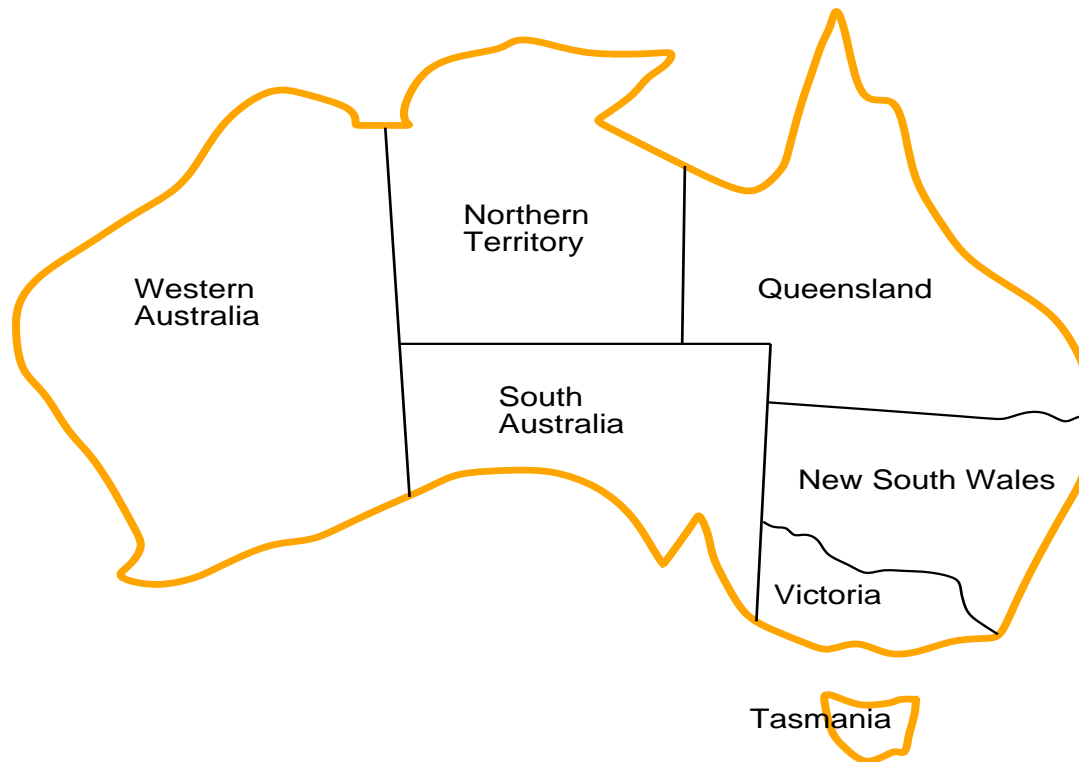 Northern
Territory
Western
Australia
Queensland
South
Australia
New South Wales
Victoria
Tasmania